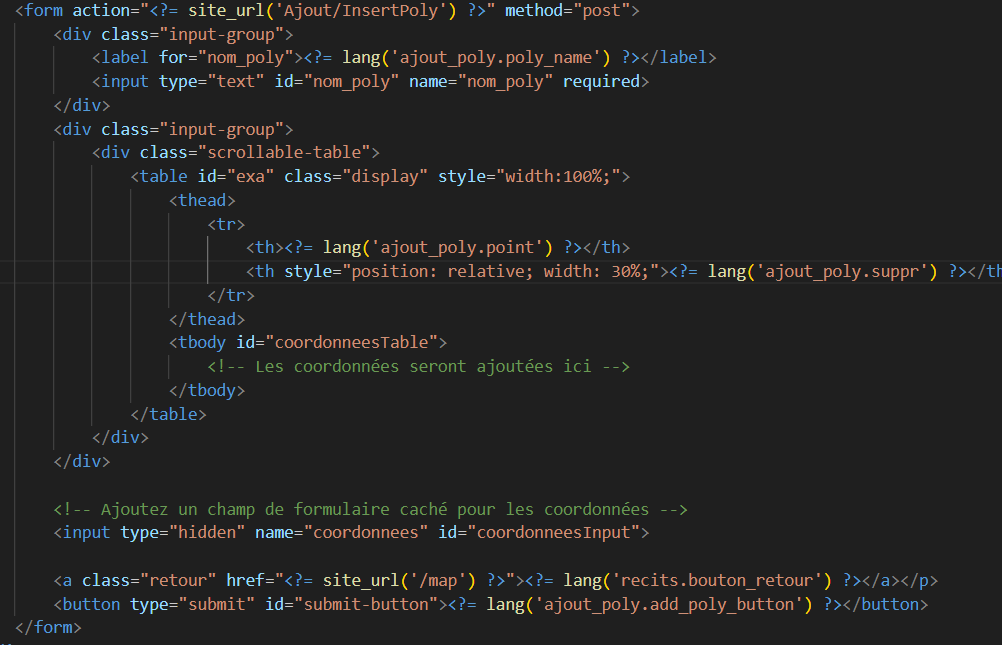 <form action="<?= site_url('Ajout/InsertPoly') ?>" method="post">
<div class="input-group">
<label for="nom_poly"><?= lang('ajout_poly.poly_name') ?></label>
<input type="text" id="nom_poly" name="nom_poly" required>
</div>
<div class="input-group">
<div class="scrollable-table">
<table id="exa" class="display" style="width:100%;">
<thead>
<tr>
<th><?= lang('ajout_poly.point') ?></th>
<th style="position: relative; width: 30%;"><?= lang('ajout_poly.suppr') ?></th
</tr>
</thead>
<tbody id="coordonneesTable">
<!-- Les coordonnées seront ajoutées ici -->
</tbody>
</table>
</div>
</div>
<!-- Ajoutez un champ de formulaire caché pour les coordonnées -->
<input type="hidden" name="coordonnees" id="coordonneesInput">
<a class="retour" href="<?= site_url('/map') ?>"><?= lang('recits.bouton_retour') ?></a></p>
<button type="submit" id="submit-button"><?= lang('ajout_poly.add_poly_button') ?></button>
</form>